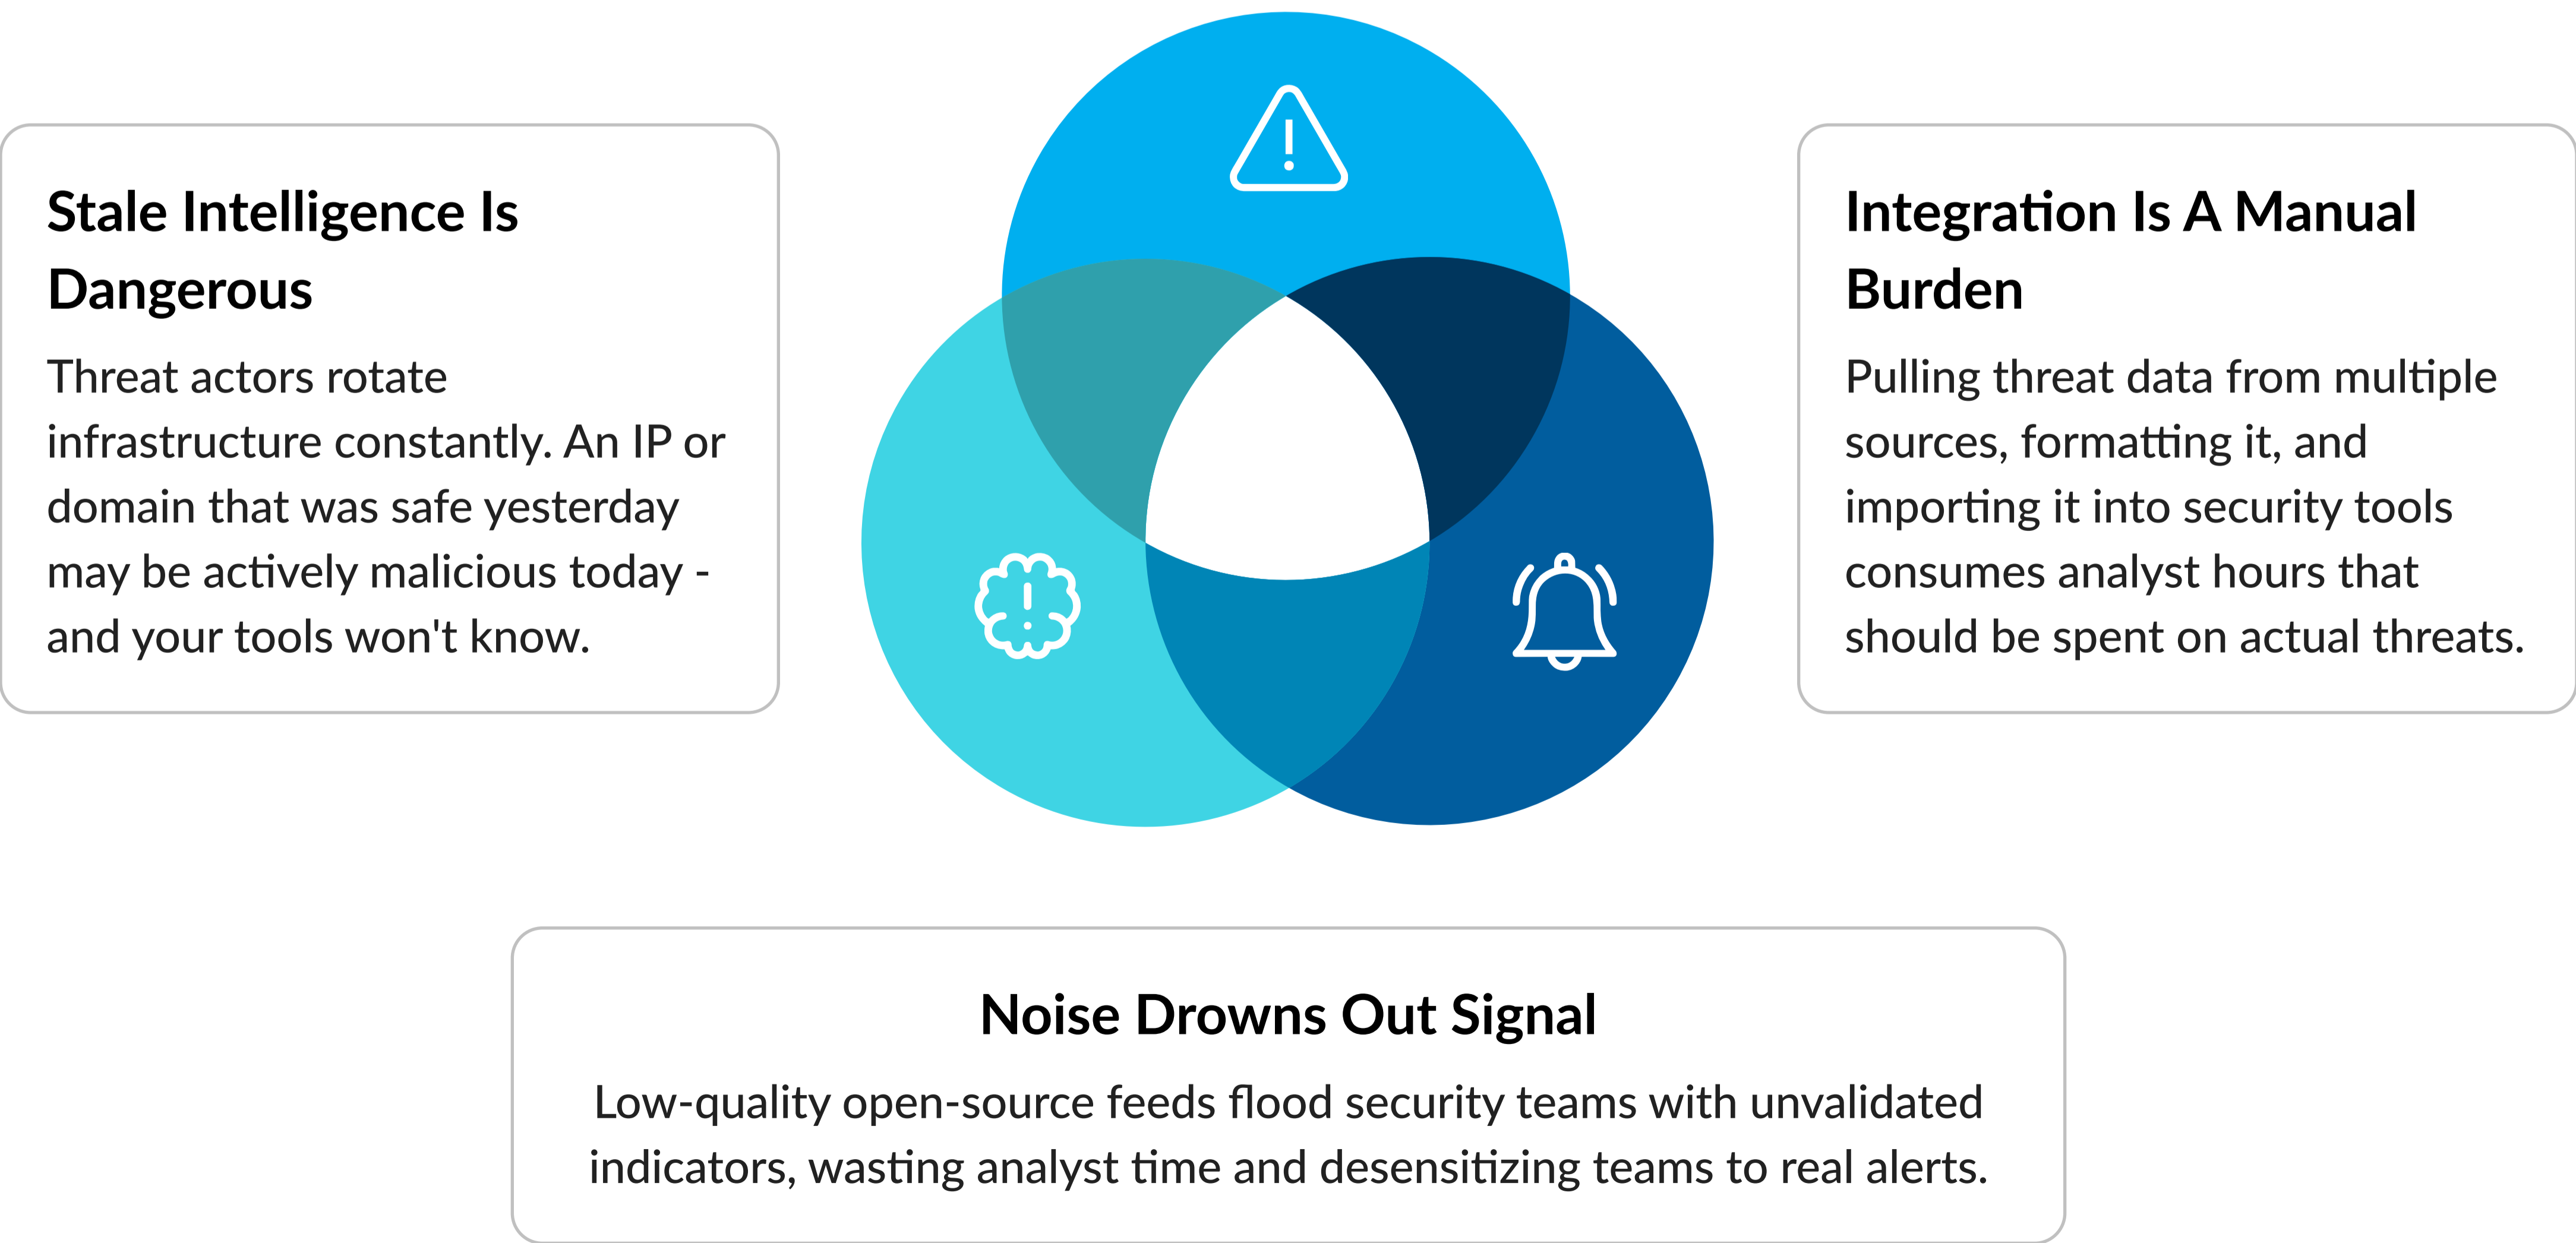 Stale Intelligence Is
Dangerous
Threat actors rotate
infrastructure constantly. An IP or
domain that was safe yesterday
may be actively malicious today -
and your tools won't know.
Integration Is A Manual
Burden
Pulling threat data from multiple
sources, formatting it, and
importing it into security tools
consumes analyst hours that
should be spent on actual threats.
Noise Drowns Out Signal
Low-quality open-source feeds flood security teams with unvalidated
indicators, wasting analyst time and desensitizing teams to real alerts.